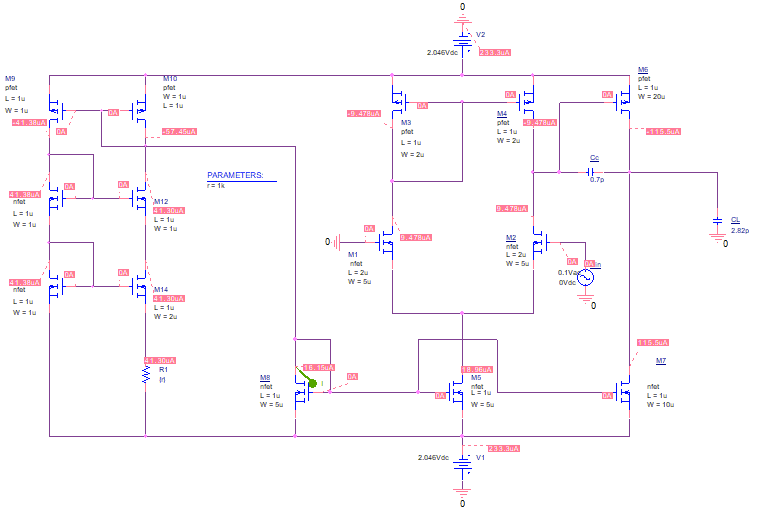 0
V2
2.046Vdc
233.3uA
M9
pfet
L = 1u
W = 1u
-41.38uA
0A
M10
pfet
W = 1u
L = 1u
0A
-57.45uA
-9.478uA
0A
M3
pfet
L = 1u
W = 2u
0A
M4
pfet
-9.478uA
L = 1u
W = 2u
M6
pfet
L = 1u
W = 20u
0A
-115.5uA
PARAMETERS:
r = 1k
41.38uA
0A
nfet
L = 1u
W = 1u
0A
M12
41.30uA
L = 1u
W = 1u
Cc
0.7p
CL
2.82p
0
0
0A
9.478uA
M1
nfet
L = 2u
W = 5u
9.478uA
M2
nfet
L = 2u
W = 5u
0A
0A
0.1Vac
0Vdc
0
41.38uA
0A
nfet
L = 1u
W = 1u
0A
M14
41.30uA
L = 1u
W = 2u
41.30uA
R1
{r}
M8
nfet
L = 1u
W = 5u
16.15uA
I
0A
18.96uA
M5
nfet
L = 1u
W = 5u
0A
115.5uA
M7
nfet
L = 1u
W = 10u
0A
2.046Vdc
V1
233.3uA
0